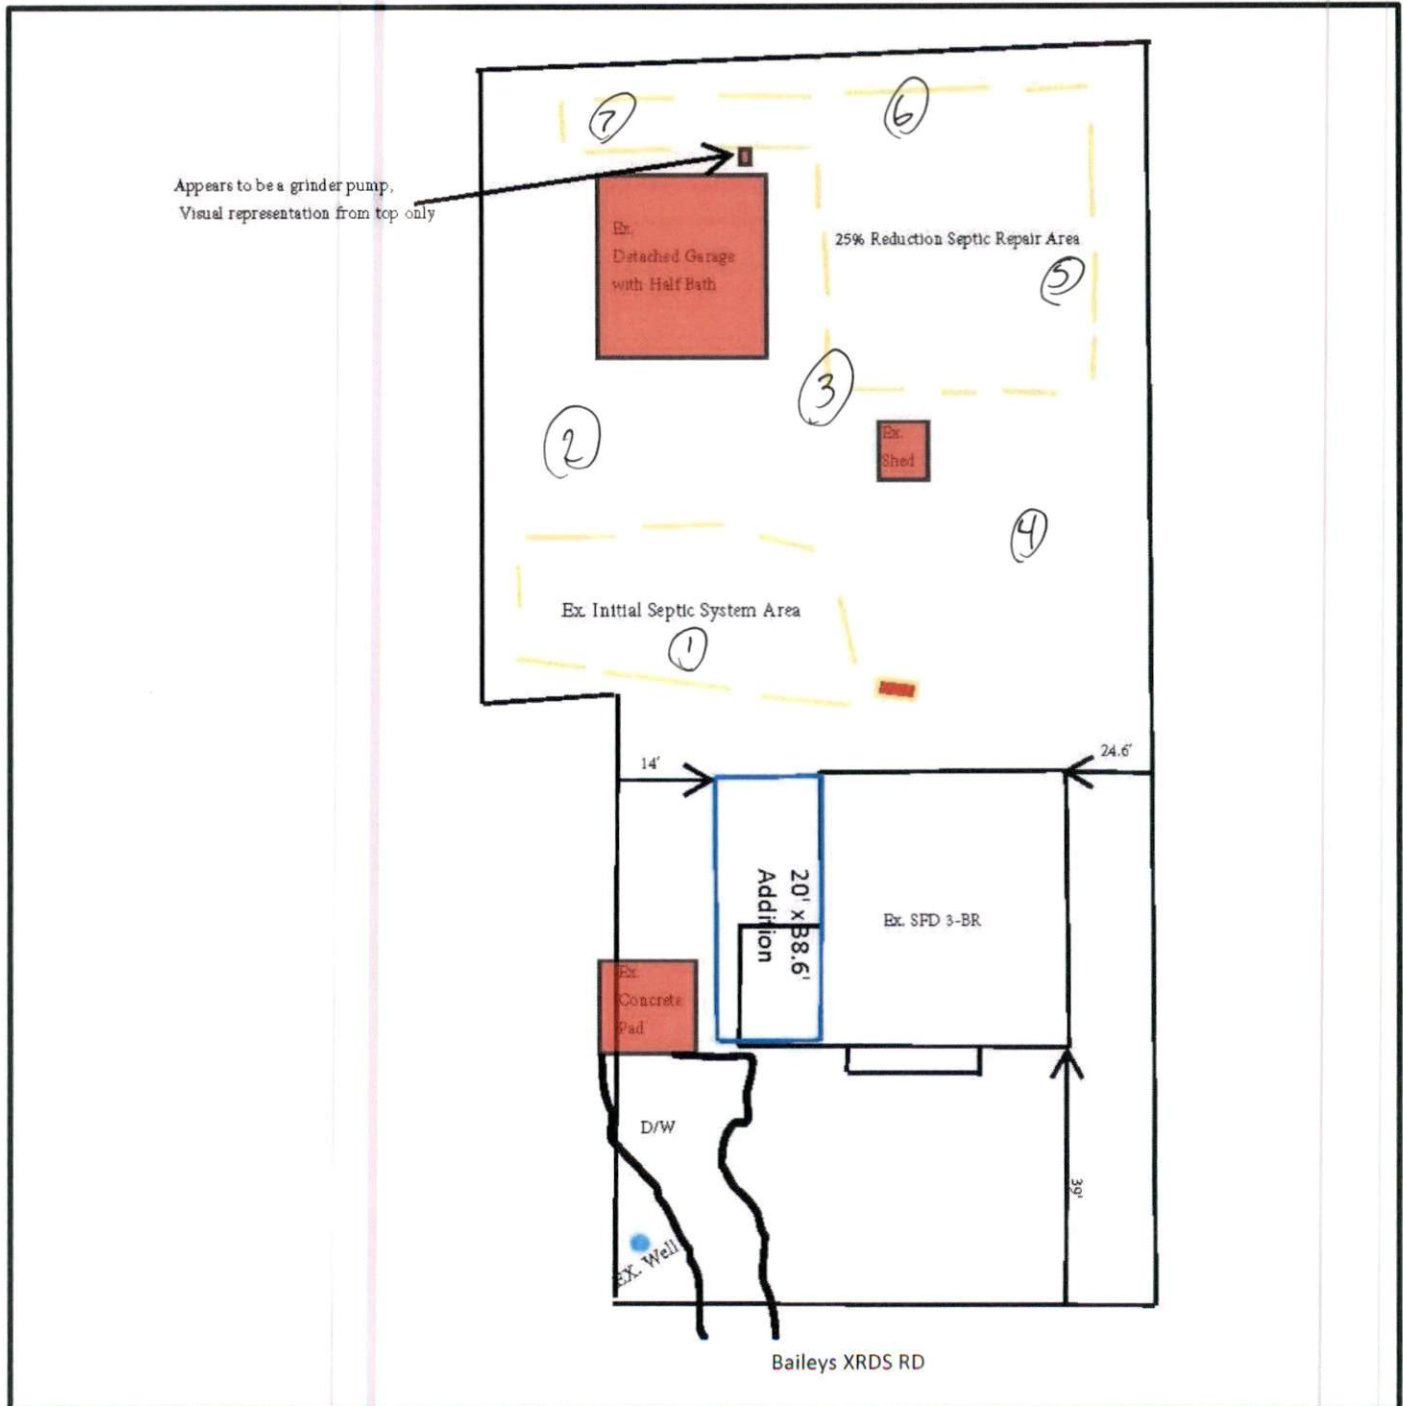 7
6
Appears to be a grinder pump,
Visual representation from top only
Ex.
Detached Garage
with Half Bath
25% Reduction Septic Repair Area
5
3
2
Ex.
Shed
4
Ex. Initial Septic System Area
1
14'
24.6'
20' x38.6'
Addition
Ex. SFD 3-BR
Ex.
Concrete
Pad
D/W
39'
EX. Well
Baileys XRDS RD